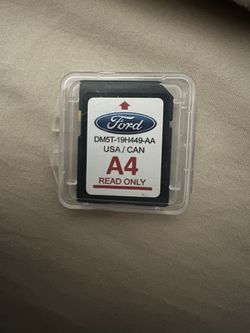 Ford
DM5T-19H449-AA
USA / CAN
A4
READ ONLY